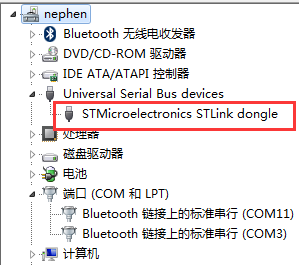 nephen
Bluetooth 无线电收发器
DVD/CD-ROM 驱动器
IDE ATA/ATAPI 控制器
Universal Serial Bus devices
STMicroelectronics STLink dongle
处理器
磁盘驱动器
电池
端口 (COM 和 LPT)
Bluetooth 链接上的标准串行 (COM11)
Bluetooth 链接上的标准串行 (COM3)
计算机